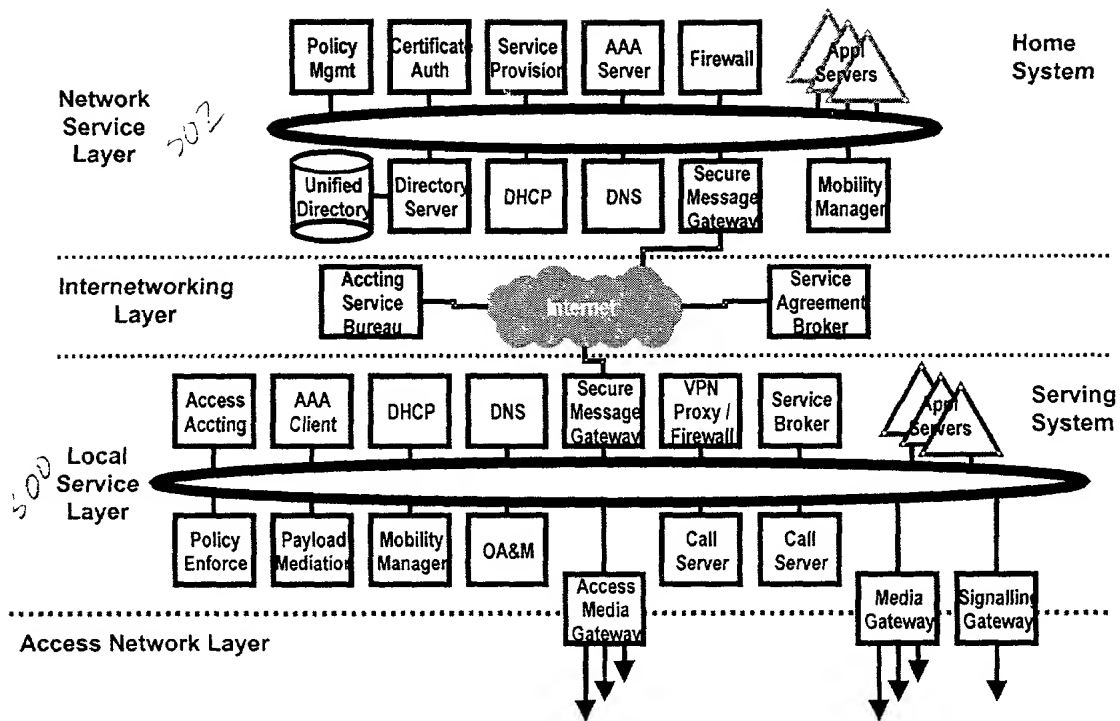 Policy
Mgmt
Certificate
Auth
Service
Provision
AAA
Server
Firewall
Appl
Servers
Home
System
Network
Service
Layer
502
Unified
Directory
Directory
Server
DHCP
DNS
Secure
Message
Gateway
Mobility
Manager
Internetworking
Layer
Accting
Service
Bureau
Internet
Service
Agreement
Broker
Access
Accting
AAA
Client
DHCP
DNS
Secure
Message
Gateway
VPN
Proxy /
Firewall
Service
Broker
Appl
Servers
Serving
System
Local
Service
Layer
500
Policy
Enforce
Payload
Mediation
Mobility
Manager
OA&M
Call
Server
Call
Server
Access
Media
Gateway
Media
Gateway
Signalling
Gateway
Access Network Layer